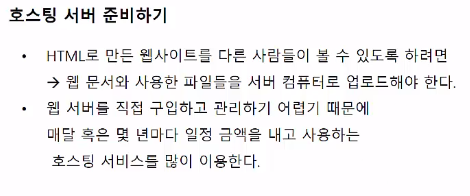 호스팅 서버 준비하기
• HTML로 만든 웹사이트를 다른 사람들이 볼 수 있도록 하려면
→ 웹 문서와 사용한 파일들을 서버 컴퓨터로 업로드해야 한다.
• 웹 서버를 직접 구입하고 관리하기 어렵기 때문에
매달 혹은 몇 년마다 일정 금액을 내고 사용하는
호스팅 서비스를 많이 이용한다.